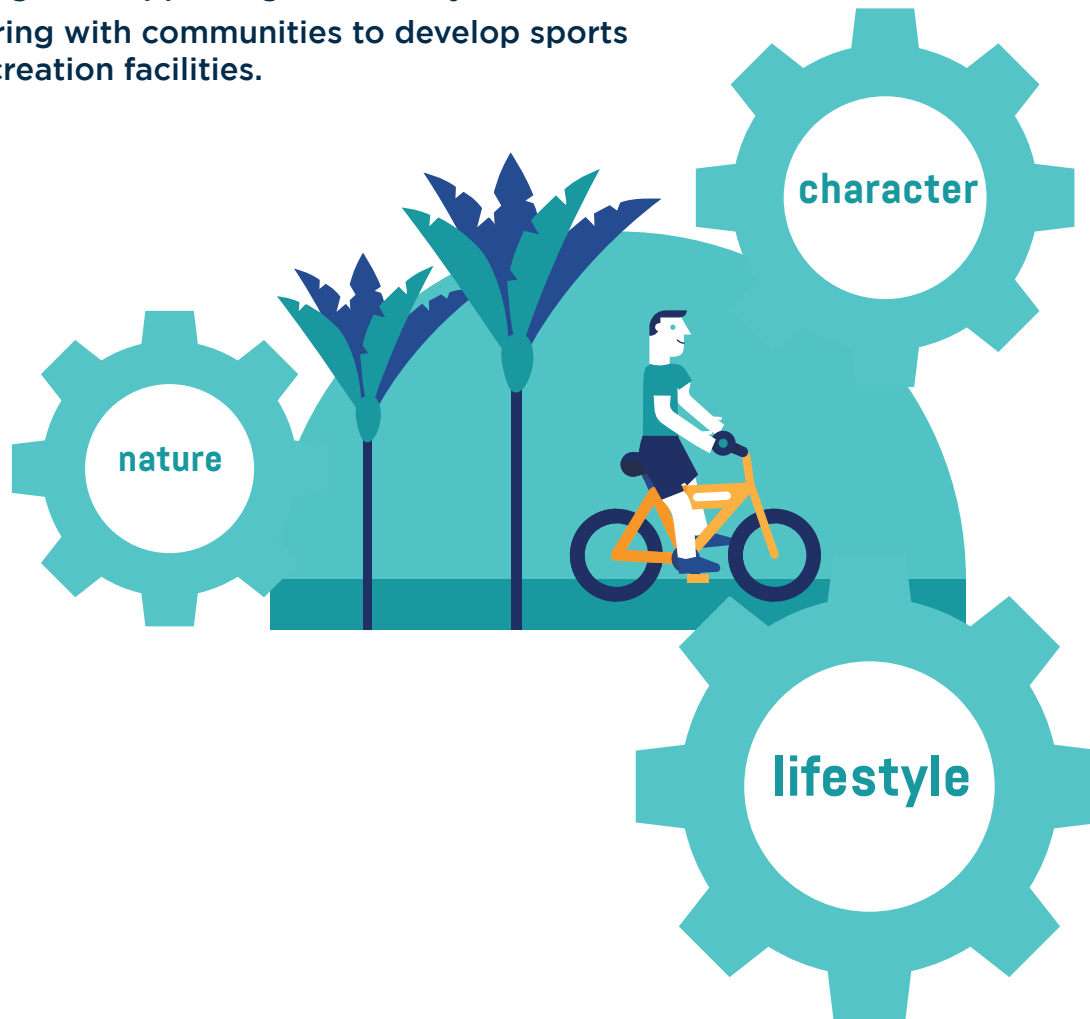 ring with communities to develop sports
creation facilities.
character
nature
lifestyle